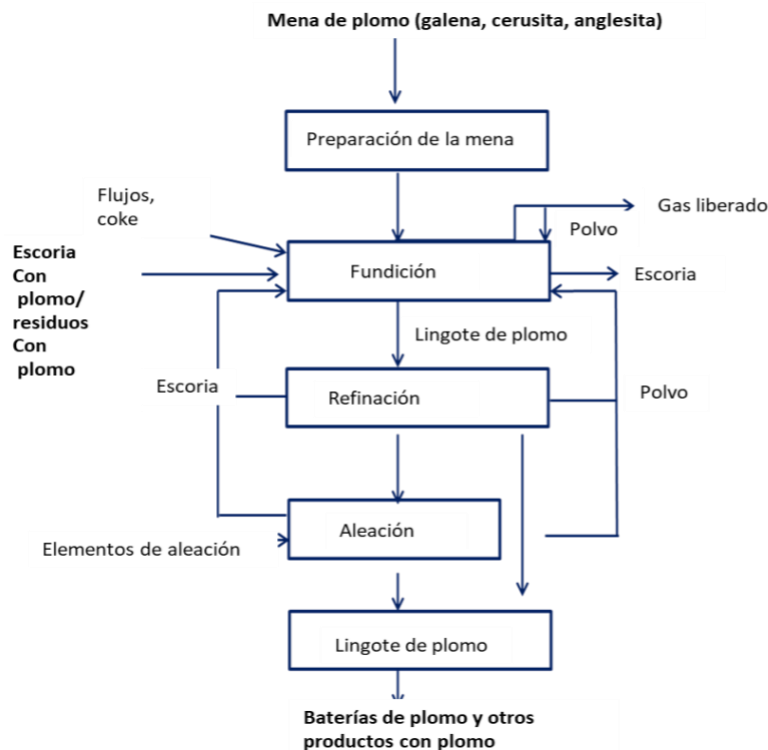 Mena de plomo (galena, cerusita, anglesita)
Preparación de la mena
Flujos,
coke
Gas liberado
Polvo
Escoria
Con
plomo/
residuos
Con
plomo
Fundición
Escoria
Lingote de plomo
Escoria
Refinación
Polvo
Aleación
Elementos de aleación
Lingote de plomo
Baterías de plomo y otros
productos con plomo